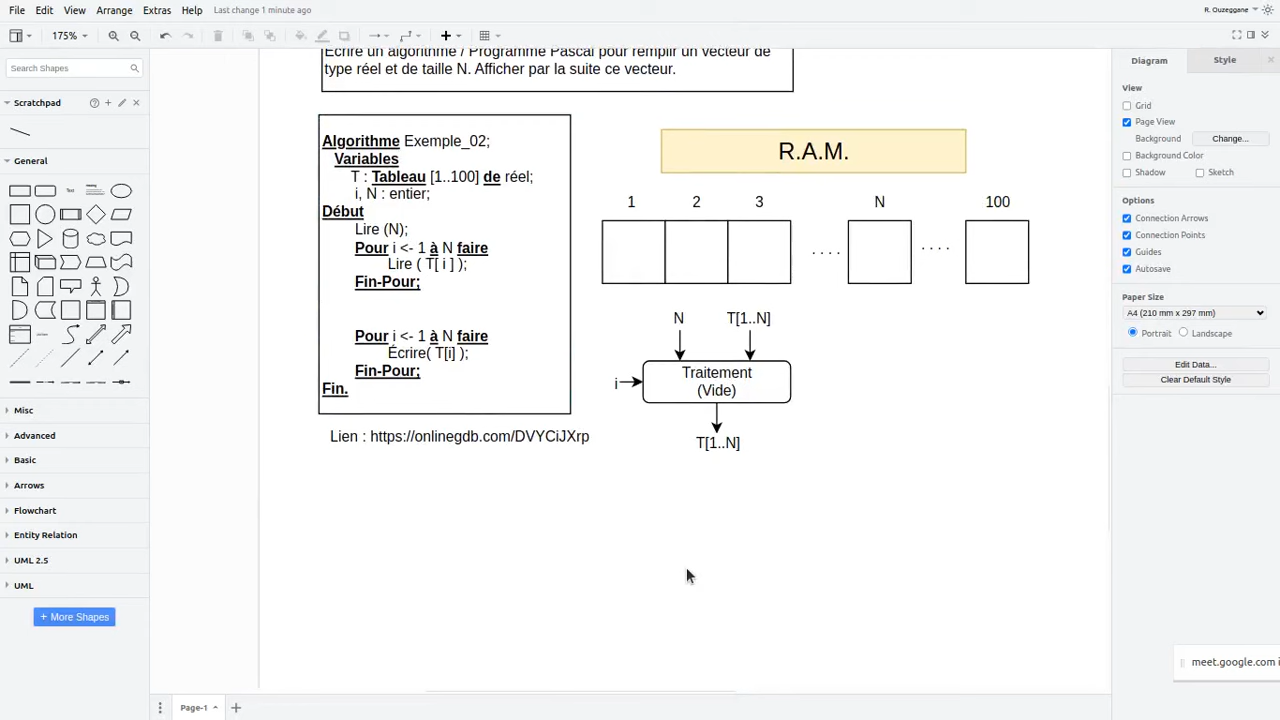 File Edit View Arrange Extras Help Last change 1 minute ago
R. Ouzeggane
175%
Search Shapes
Scratchpad
General
Text
Misc
Advanced
Basic
Arrows
Flowchart
Entity Relation
UML 2.5
UML
+ More Shapes
Écrire un algorithme / Programme Pascal pour remplir un vecteur de
type réel et de taille N. Afficher par la suite ce vecteur.
Algorithme Exemple_02;
Variables
T : Tableau [1..100] de réel;
i, N : entier;
Début
Lire (N);
Pour i <- 1 à N faire
Lire ( T[ i ] );
Fin-Pour;
Pour i <- 1 à N faire
Écrire( T[i] );
Fin-Pour;
Fin.
Lien : https://onlinegdb.com/DVYCiJXrp
R.A.M.
1 2 3 N 100
. . . . . . . .
N T[1..N]
Traitement
(Vide)
i
T[1..N]
Diagram Style
View
Grid
Page View
Background Change...
Background Color
Shadow Sketch
Options
Connection Arrows
Connection Points
Guides
Autosave
Paper Size
A4 (210 mm x 297 mm)
Portrait Landscape
Edit Data...
Clear Default Style
meet.google.com i
Page-1